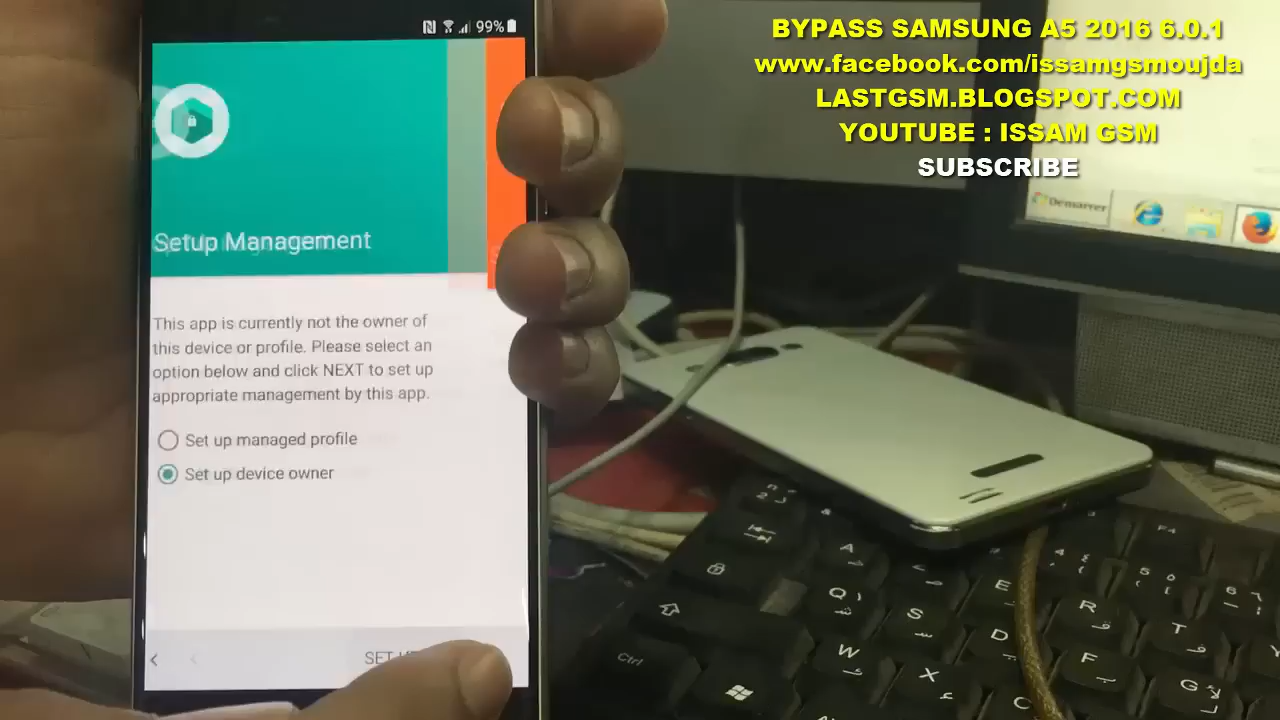 99%
BYPASS SAMSUNG A5 2016 6.0.1
www.facebook.com/issamgsmoujda
LASTGSM.BLOGSPOT.COM
YOUTUBE : ISSAM GSM
SUBSCRIBE
Setup Management
This app is currently not the owner of
this device or profile. Please select an
option below and click NEXT to set up
appropriate management by this app.
Set up managed profile
Set up device owner
Démarrer
F4
&
A
Q
S
E
R
T
W
D
F
G
X
C
Ctrl